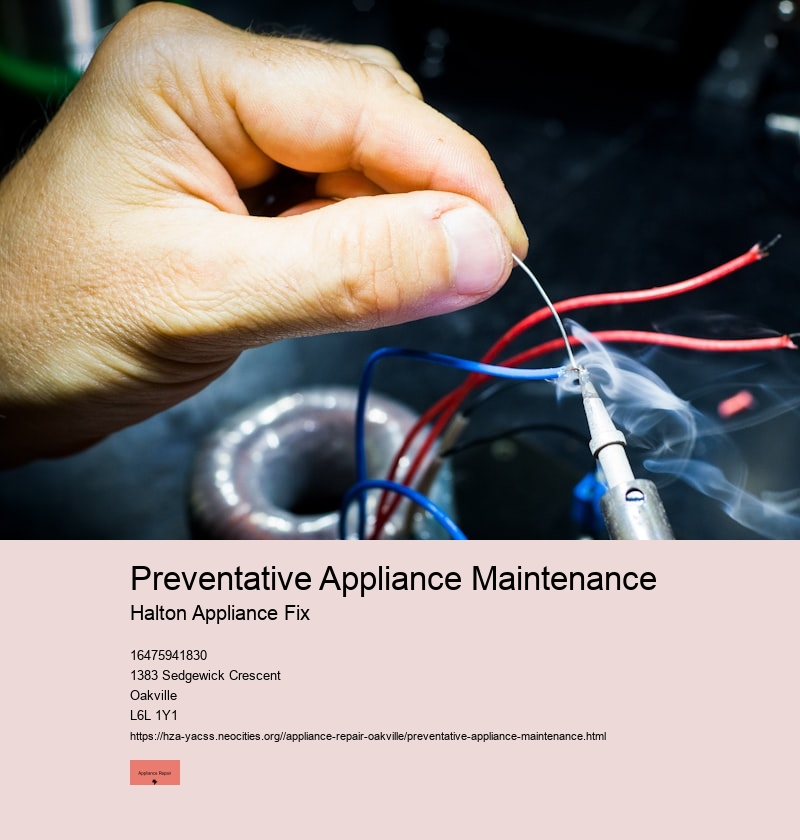 Preventative Appliance Maintenance
Halton Appliance Fix
16475941830
1383 Sedgewick Crescent
Oakville
L6L 1Y1
https://hza-yacss.neocities.org//appliance-repair-oakville/preventative-appliance-maintenance.html
Appliance Repair